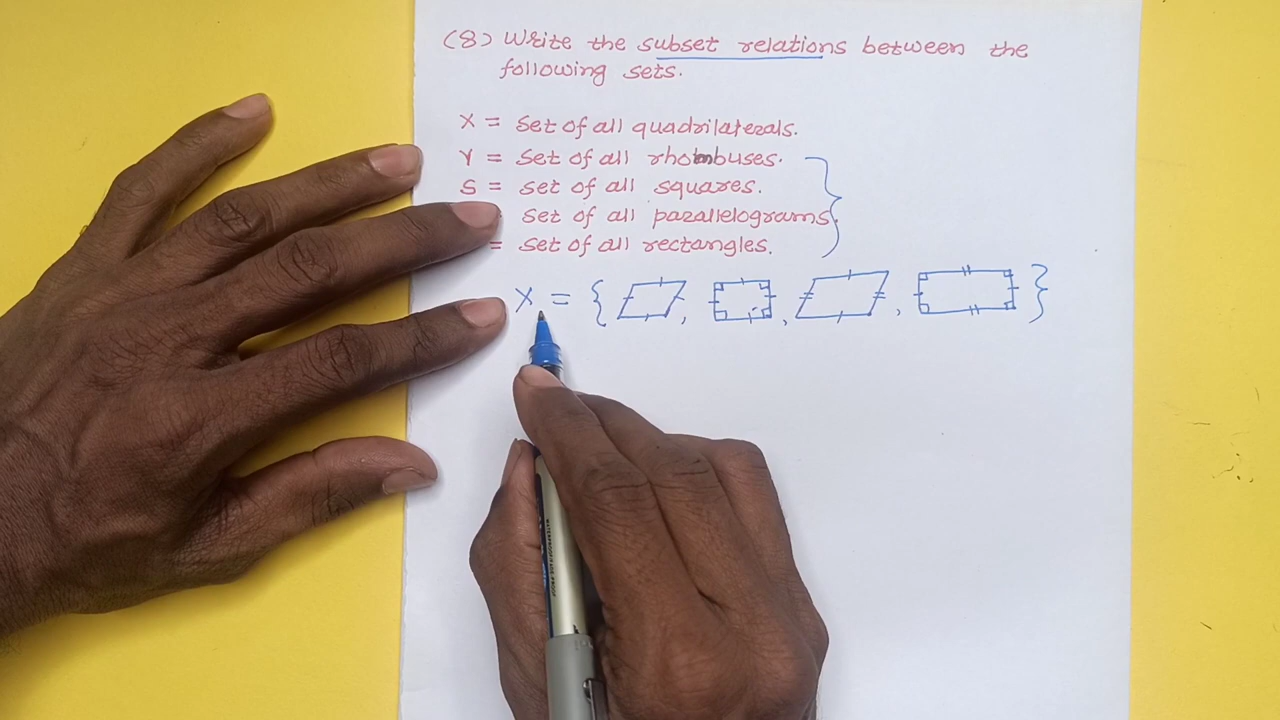 (8) Write the subset relations between the
following sets.
X = set of all quadrilaterals.
Y = set of all rhombuses.
S = set of all squares.
set of all parallelograms.
= set of all rectangles.
X = { , , , }